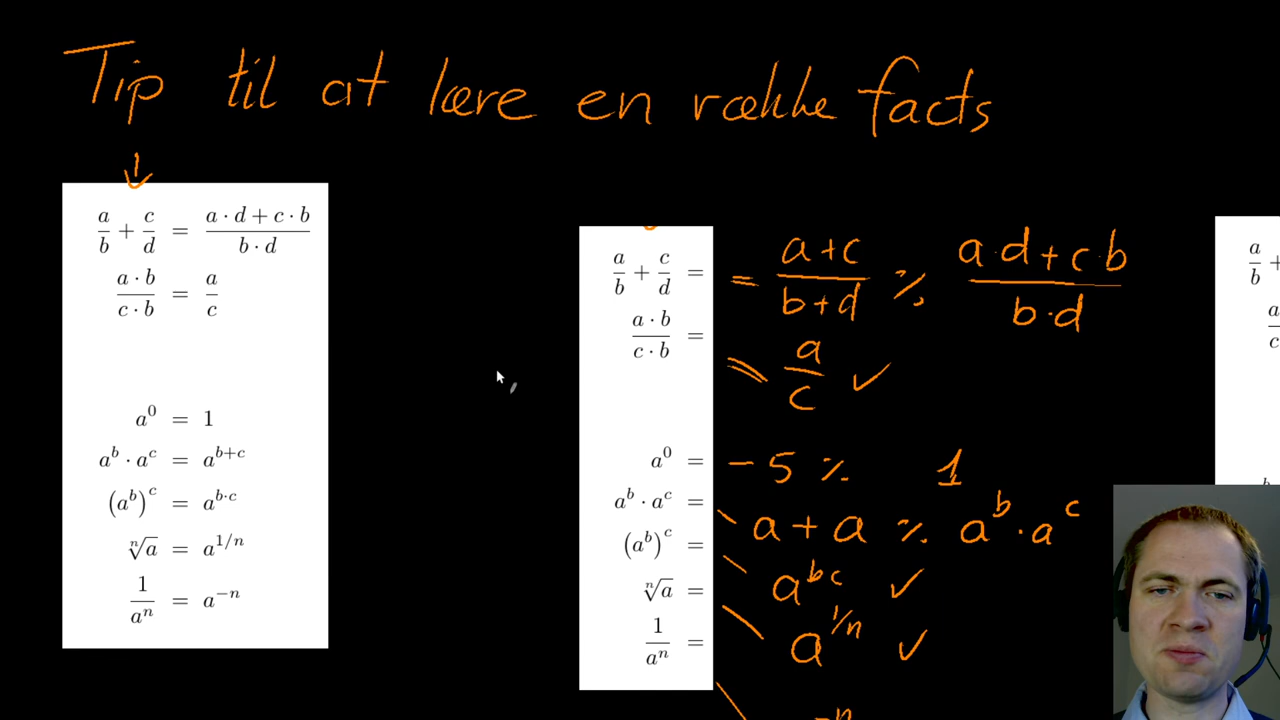 Tip til at lære en række facts
a/b + c/d = (a · d + c · b)/(b · d)
(a · b)/(c · b) = a/c
a^0 = 1
a^b · a^c = a^{b+c}
(a^b)^c = a^{b·c}
ⁿ√a = a^{1/n}
1/a^n = a^{-n}
a/b + c/d = = (a+c)/(b+d) ٪ (a·d+c·b)/(b·d)
(a · b)/(c · b) = = a/c ✓
a^0 = -5 ٪ 1
a^b · a^c = a+a ٪ a^b·a^c
(a^b)^c = a^{bc} ✓
ⁿ√a = a^{1/n} ✓
1/a^n = -n
a/b +
a
c
b